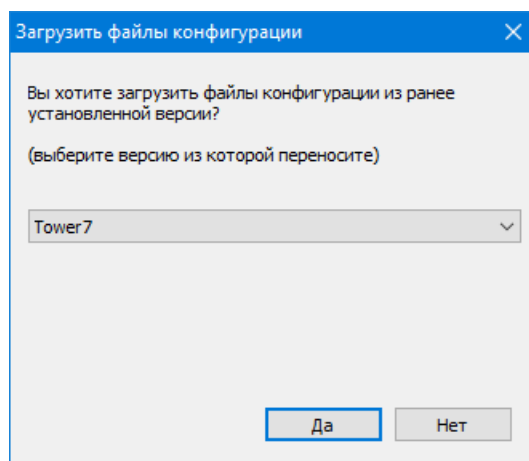 Загрузить файлы конфигурации
Вы хотите загрузить файлы конфигурации из ранее
установленной версии?
(выберите версию из которой переносите)
Tower7
Да
Нет